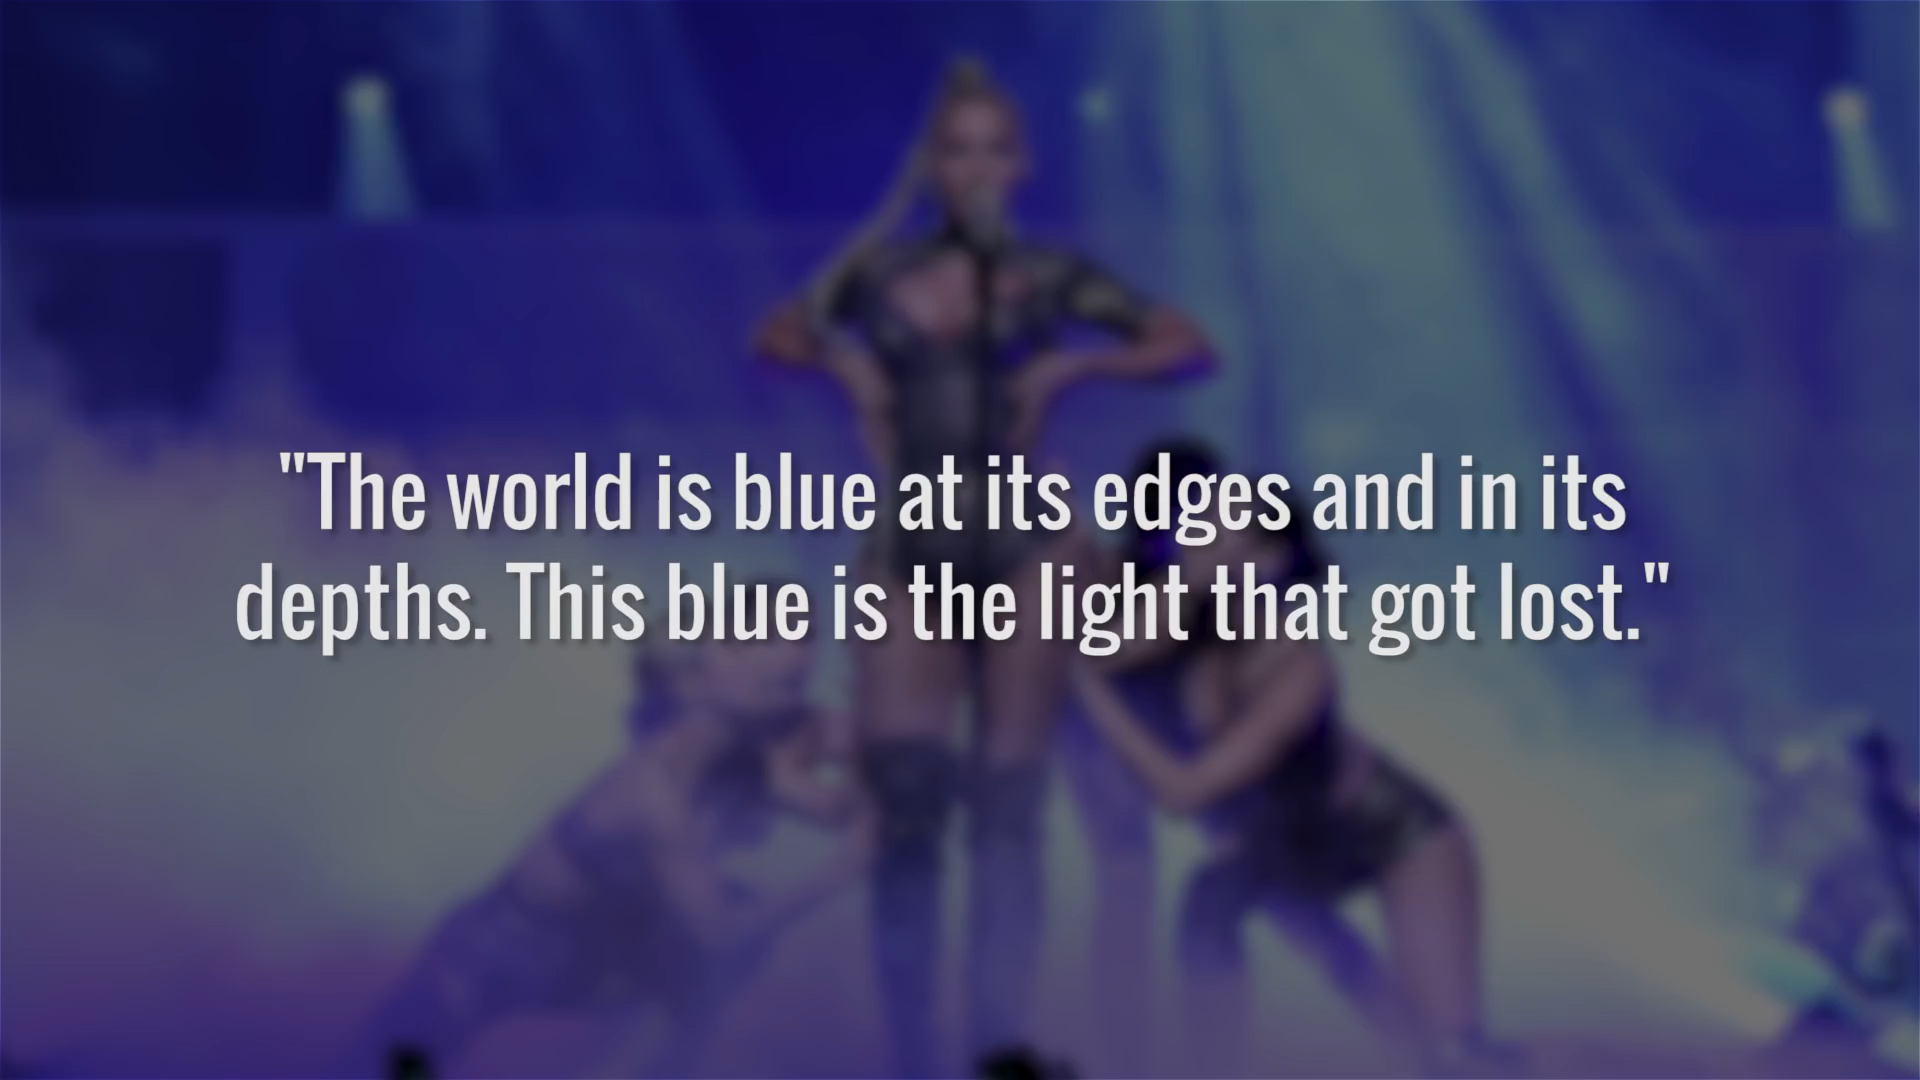 "The world is blue at its edges and in its
depths. This blue is the light that got lost."